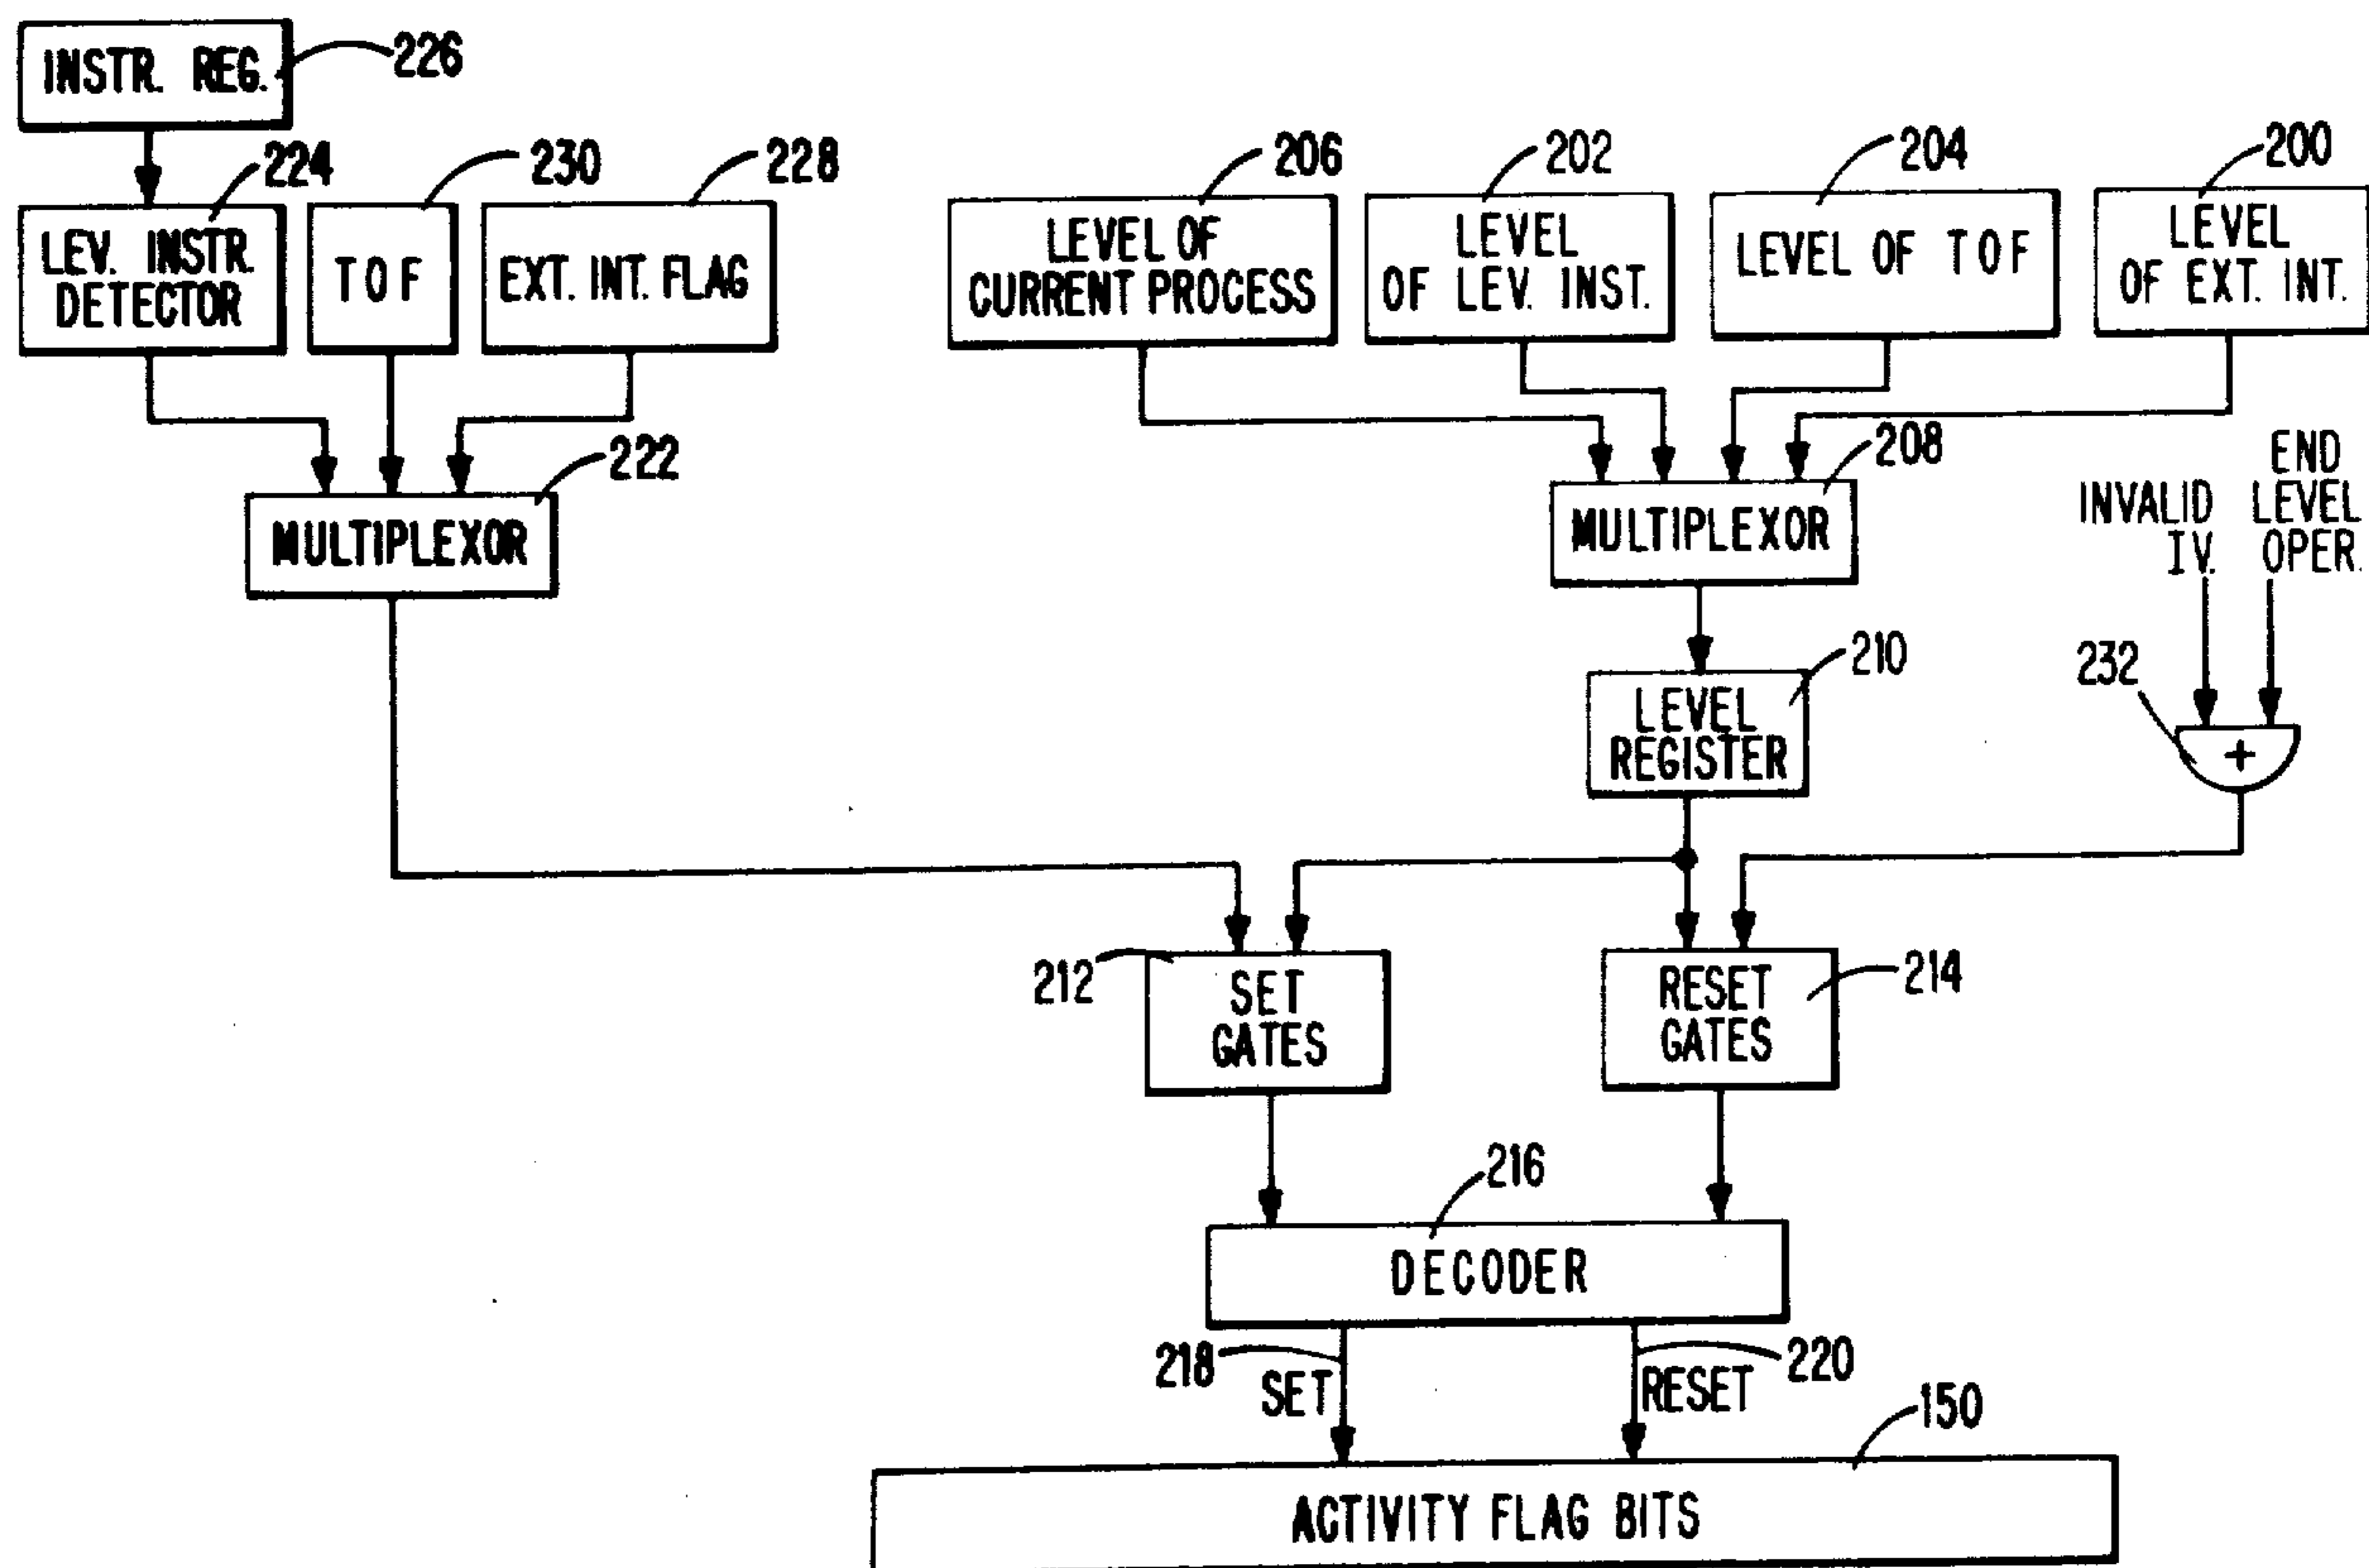 INSTR. REG.
226
224
230
228
206
202
204
200
LEV. INSTR.
DETECTOR
TOF
EXT. INT. FLAG
LEVEL OF
CURRENT PROCESS
LEVEL
OF LEV. INST.
LEVEL OF TOF
LEVEL
OF EXT. INT.
222
MULTIPLEXOR
208
MULTIPLEXOR
INVALID
I.V.
END
LEVEL
OPER.
210
LEVEL
REGISTER
232
+
212
SET
GATES
RESET
GATES
214
216
DECODER
218
SET
RESET
220
150
ACTIVITY FLAG BITS